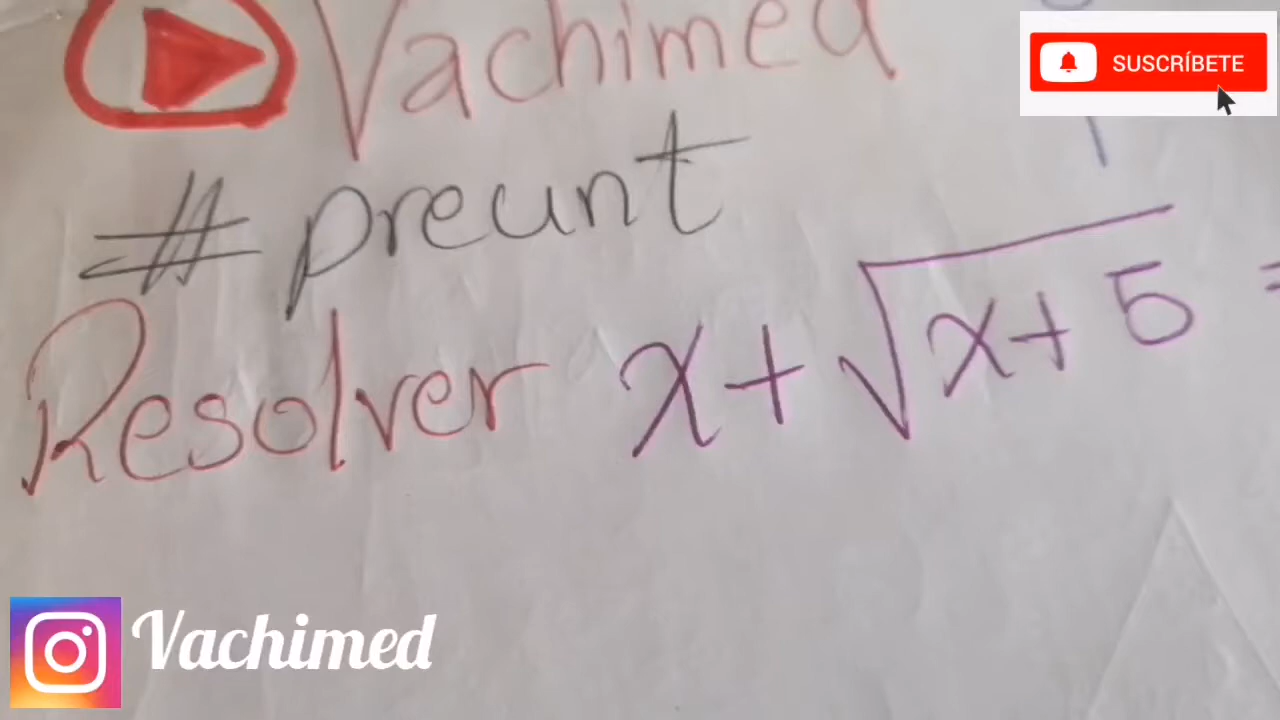 Vachimed
SUSCRÍBETE
#preunt
Resolver x+√x+5 =
Vachimed